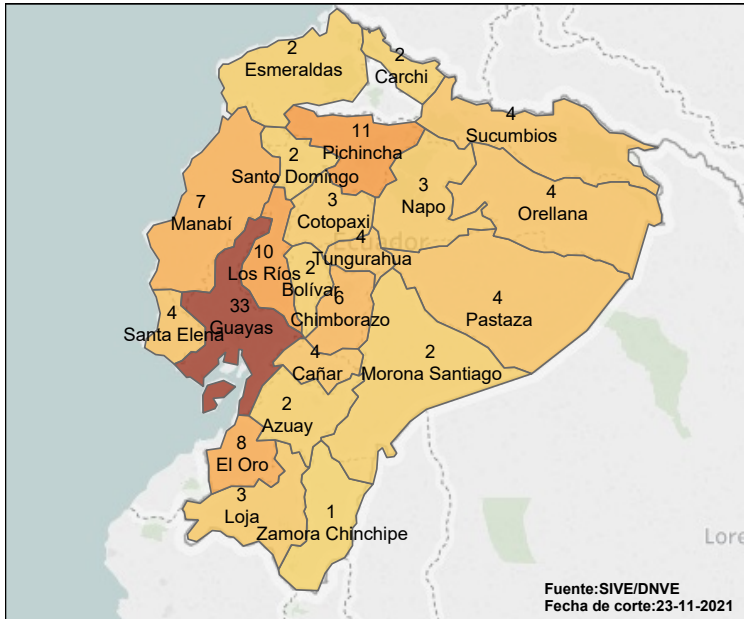 2
Esmeraldas
2
Carchi
4
Sucumbios
11
Pichincha
2
Santo Domingo
3
Napo
4
Orellana
7
Manabí
3
Cotopaxi
Ecuador
4
Tungurahua
10
Los Ríos
2
Bolívar
6
Chimborazo
4
Pastaza
33
Guayas
4
Santa Elena
4
Cañar
2
Morona Santiago
2
Azuay
8
El Oro
3
Loja
1
Zamora Chinchipe
Lore
Fuente:SIVE/DNVE
Fecha de corte:23-11-2021